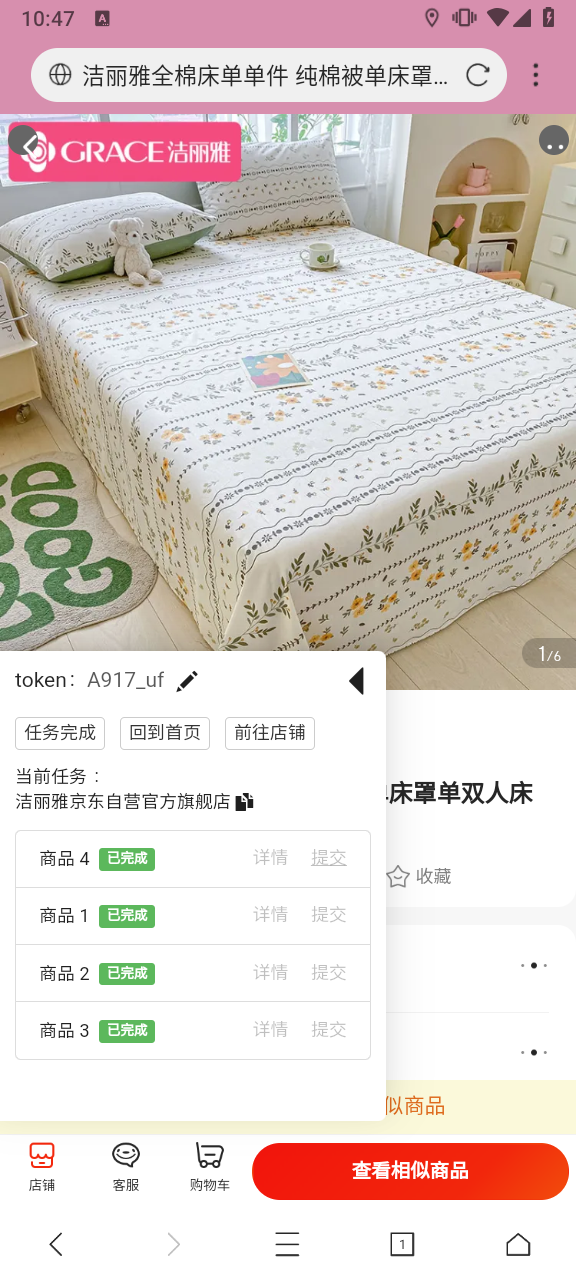 10:47
A
洁丽雅全棉床单单件 纯棉被单床罩…
GRACE 洁丽雅
1/6
token： A917_uf
任务完成 回到首页 前往店铺
当前任务：
洁丽雅京东自营官方旗舰店
床罩单双人床
商品 4 已完成 详情 提交
收藏
商品 1 已完成 详情 提交
商品 2 已完成 详情 提交
商品 3 已完成 详情 提交
似商品
店铺 客服 购物车 查看相似商品
1